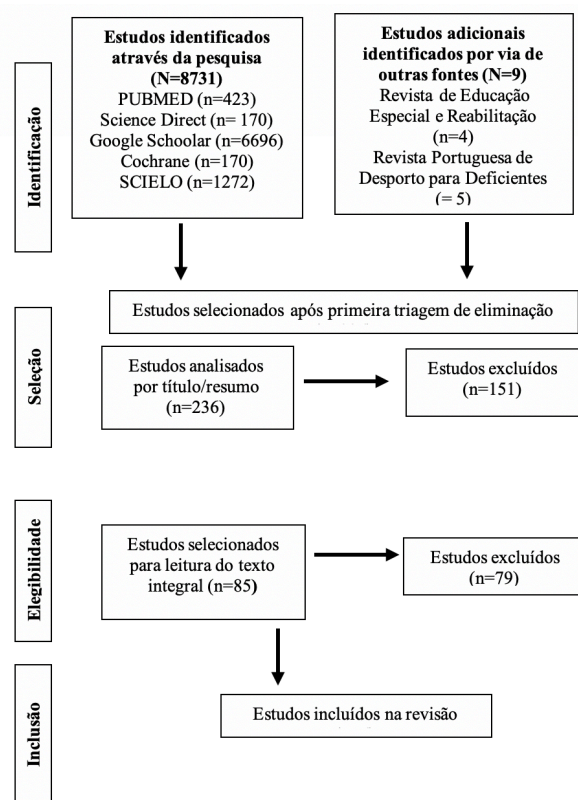 Identificação
Estudos identificados
através da pesquisa
(N=8731)
PUBMED (n=423)
Science Direct (n= 170)
Google Schoolar (n=6696)
Cochrane (n=170)
SCIELO (n=1272)
Estudos adicionais
identificados por via de
outras fontes (N=9)
Revista de Educação
Especial e Reabilitação
(n=4)
Revista Portuguesa de
Desporto para Deficientes
(= 5)
Seleção
Estudos selecionados após primeira triagem de eliminação
Estudos analisados
por título/resumo
(n=236)
Estudos excluídos
(n=151)
Elegibilidade
Estudos selecionados
para leitura do texto
integral (n=85)
Estudos excluídos
(n=79)
Inclusão
Estudos incluídos na revisão